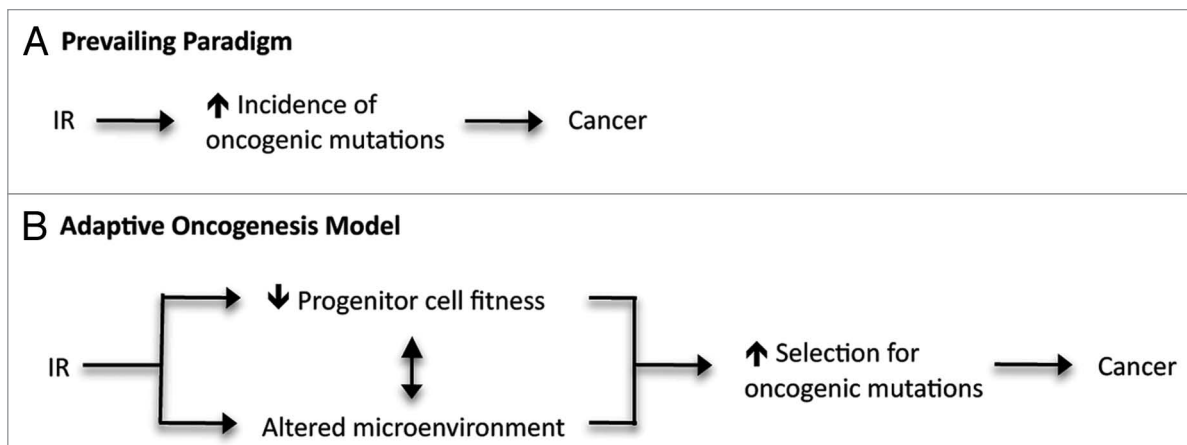 A Prevailing Paradigm
IR
↑ Incidence of
oncogenic mutations
Cancer
B Adaptive Oncogenesis Model
IR
↓ Progenitor cell fitness
Altered microenvironment
↑ Selection for
oncogenic mutations
Cancer